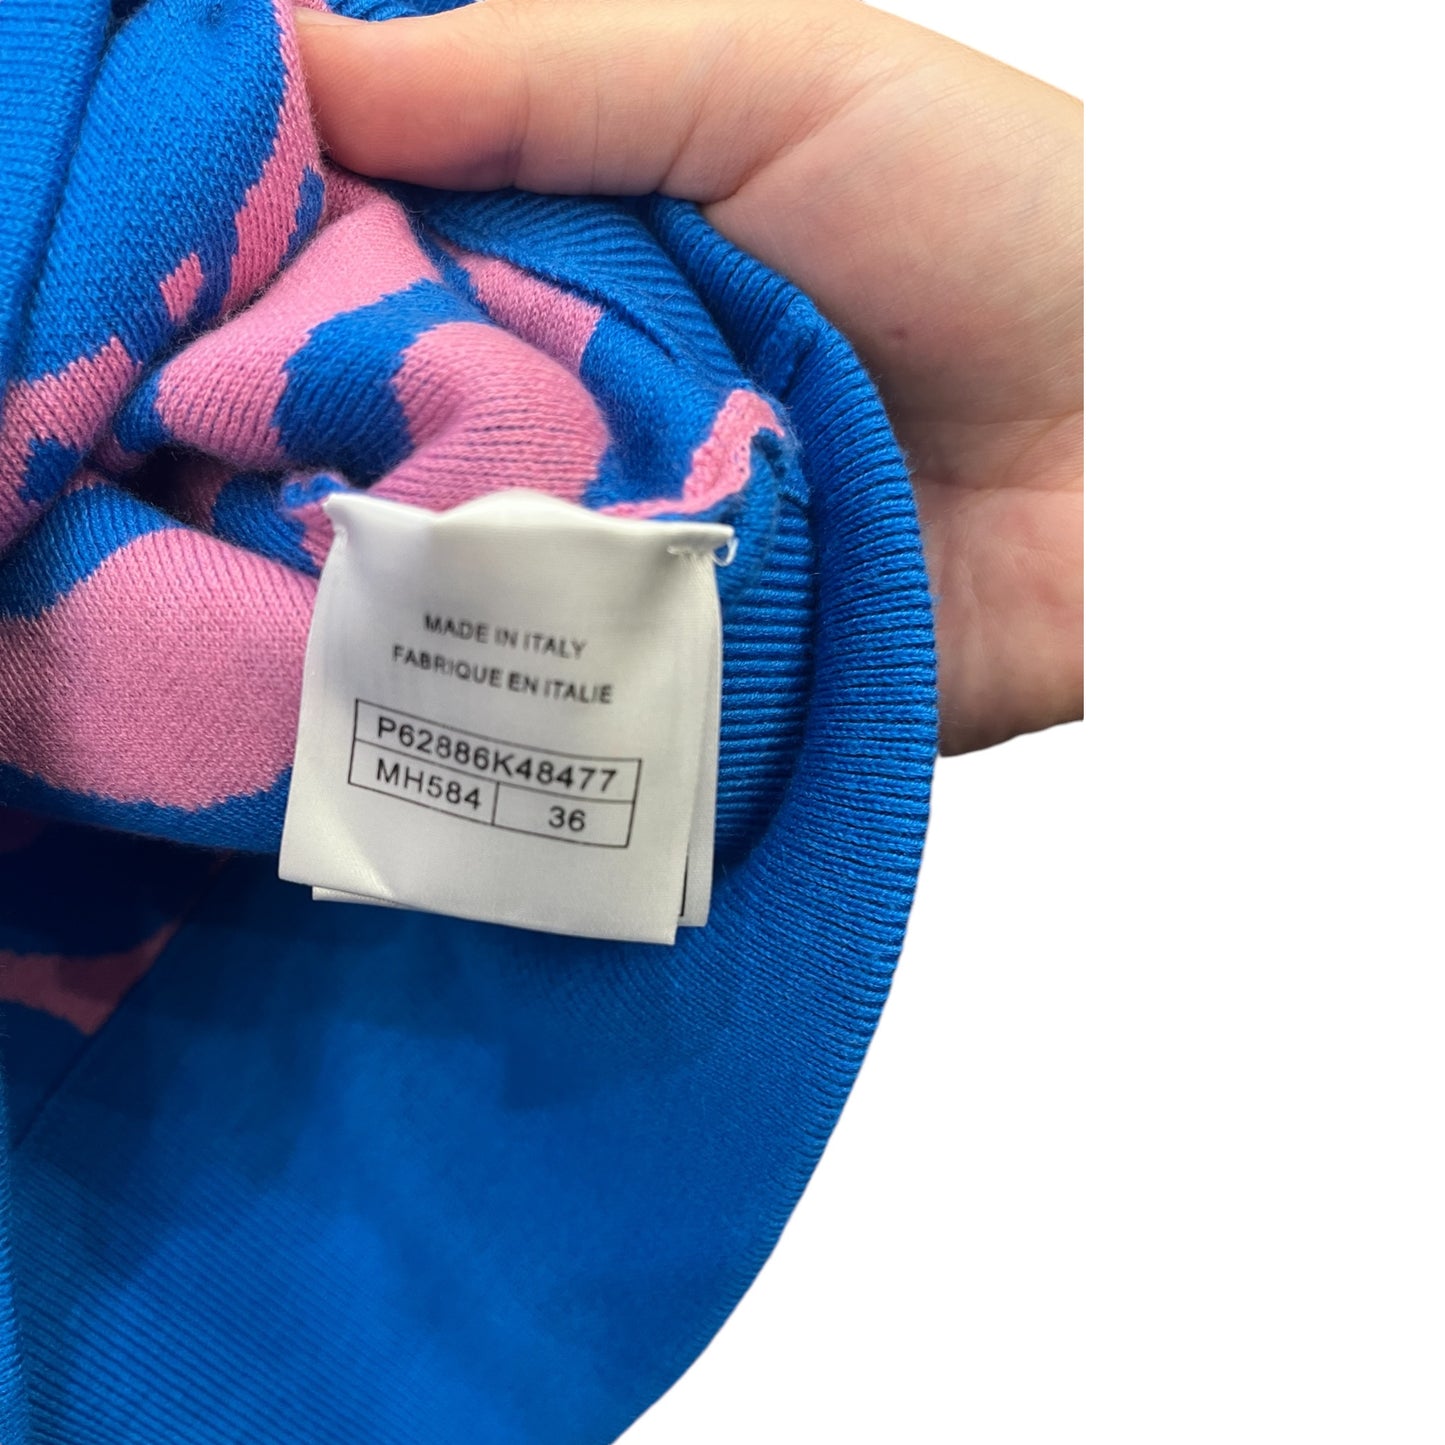 MADE IN ITALY
FABRIQUE EN ITALIE
P62886K48477
MH584 36